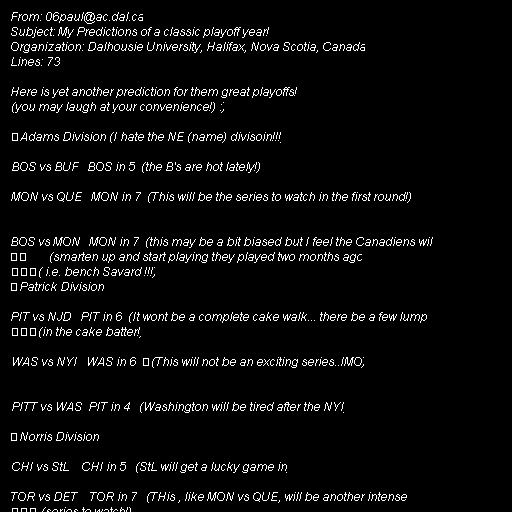 From: 06paul@ac.dal.ca
Subject: My Predictions of a classic playoff year!
Organization: Dalhousie University, Halifax, Nova Scotia, Canada
Lines: 73
Here is yet another prediction for them great playoffs!
(you may laugh at your convenience!) :)
Adams Division (I hate the NE (name) divisoin!!!
BOS vs BUF BOS in 5 (the B's are hot lately!)
MON vs QUE MON in 7 (This will be the series to watch in the first round!)
BOS vs MON MON in 7 (this may be a bit biased but I feel the Canadiens wil
(smarten up and start playing they played two months ago
( i.e. bench Savard !!!)
Patrick Division
PIT vs NJD PIT in 6 (It wont be a complete cake walk... there be a few lump
(in the cake batter!
WAS vs NYI WAS in 6 (This will not be an exciting series..IMO)
PITT vs WAS PIT in 4 (Washington will be tired after the NYI
Norris Division
CHI vs StL CHI in 5 (StL will get a lucky game in
TOR vs DET TOR in 7 (THis , like MON vs QUE, will be another intense
(series to watch!)